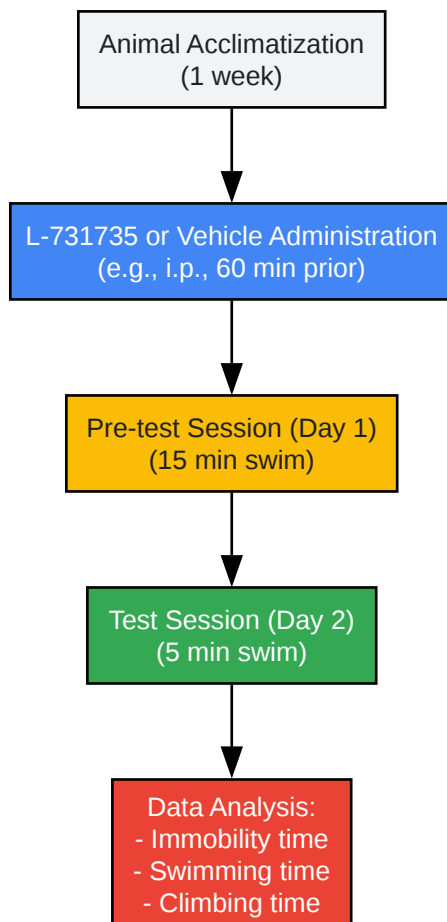 Animal Acclimatization
(1 week)
L-731735 or Vehicle Administration
(e.g., i.p., 60 min prior)
Pre-test Session (Day 1)
(15 min swim)
Test Session (Day 2)
(5 min swim)
Data Analysis:
- Immobility time
- Swimming time
- Climbing time